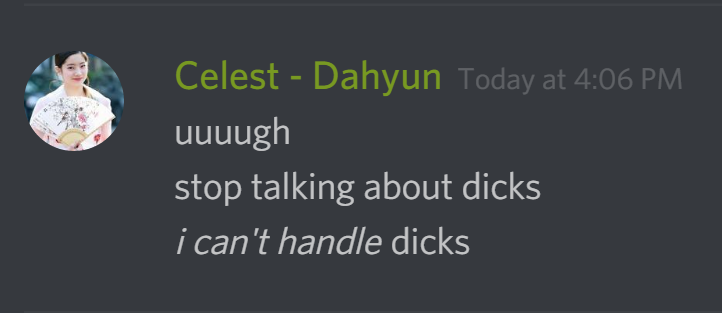 Celest - Dahyun Today at 4:06 PM
uuuugh
stop talking about dicks
i can't handle dicks